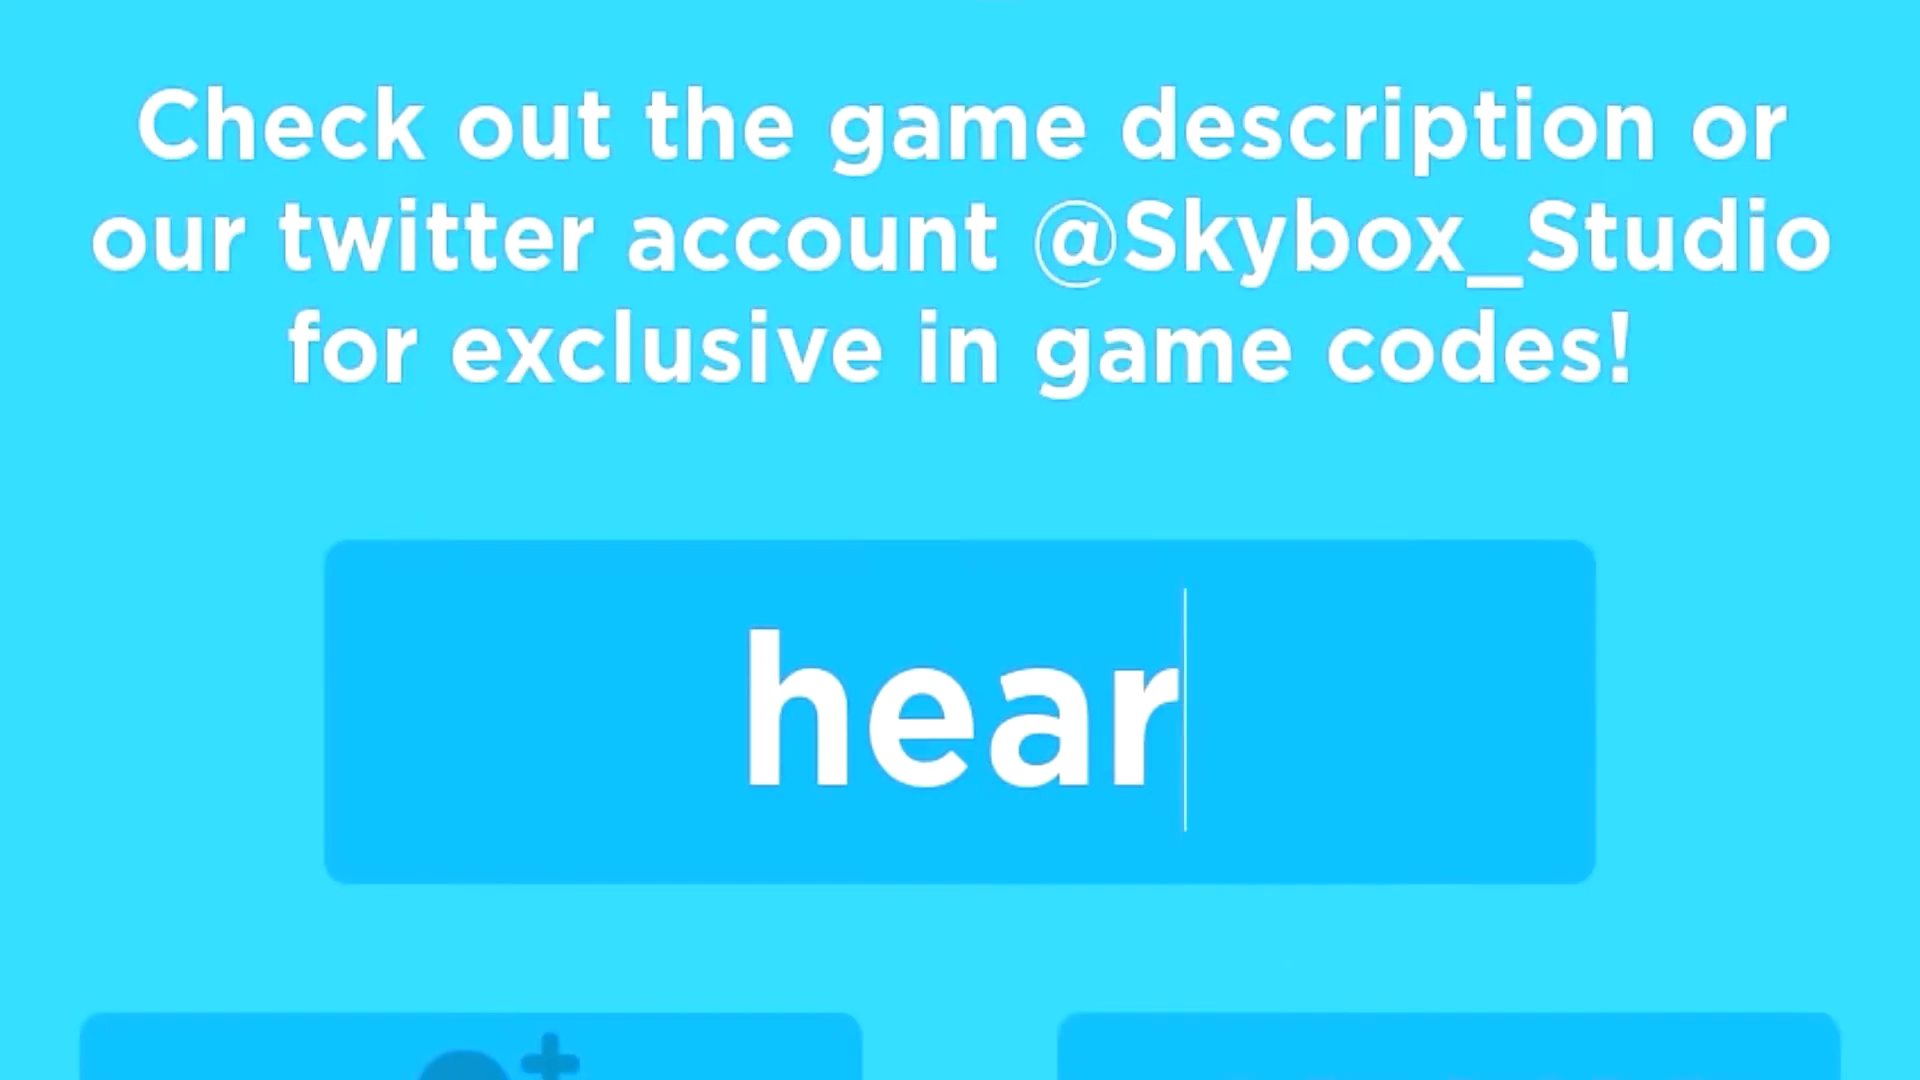 Check out the game description or
our twitter account @Skybox_Studio
for exclusive in game codes!
hear